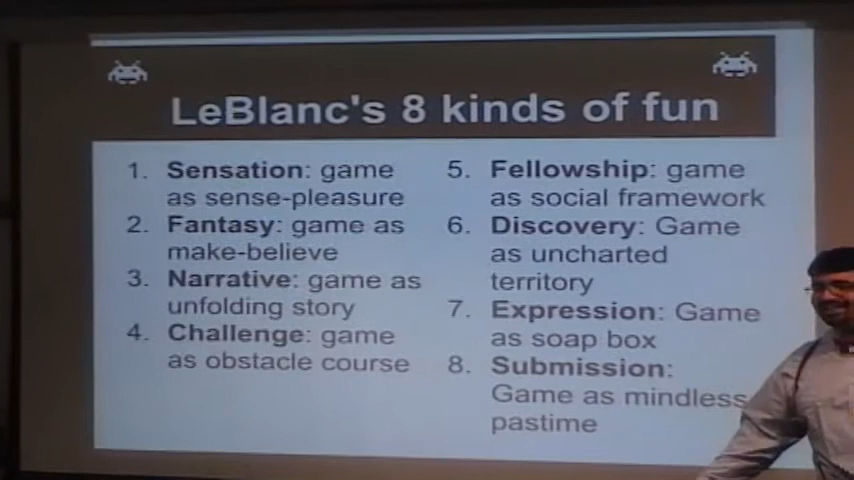 LeBlanc's 8 kinds of fun
1. Sensation: game
as sense-pleasure
2. Fantasy: game as
make-believe
3. Narrative: game as
unfolding story
4. Challenge: game
as obstacle course
5. Fellowship: game
as social framework
6. Discovery: Game
as uncharted
territory
7. Expression: Game
as soap box
8. Submission:
Game as mindless
pastime